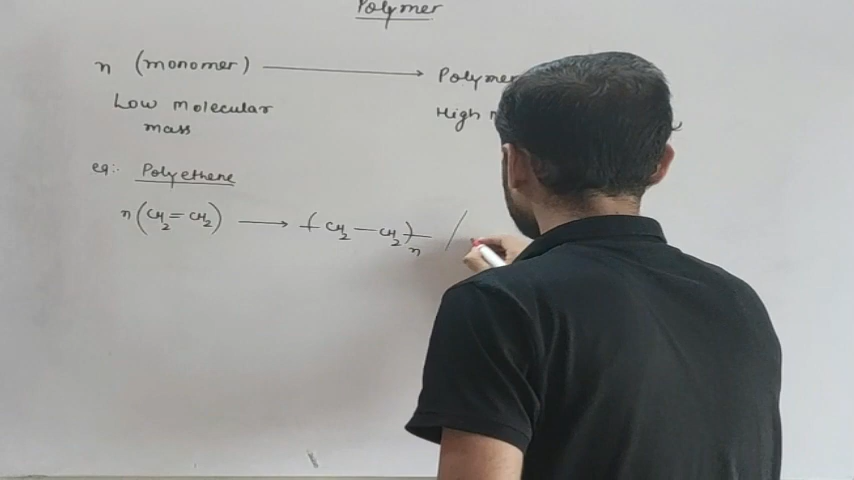 Polymer
n (monomer) ⟶ Polymer
Low molecular High
mass
eg:- Polyethene
n(CH₂=CH₂) ⟶ -(CH₂-CH₂)-ₙ /